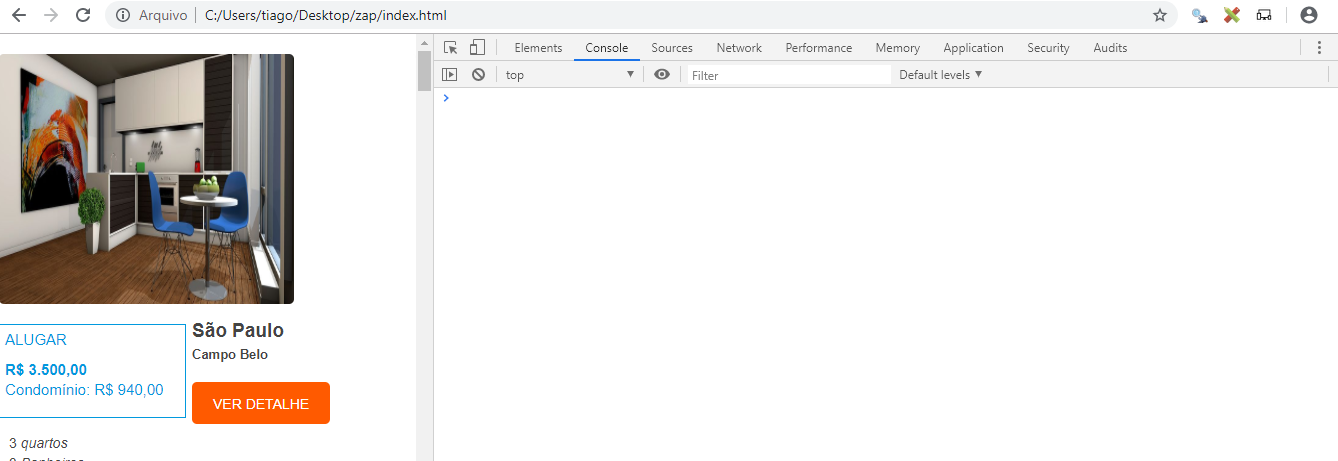 Arquivo C:/Users/tiago/Desktop/zap/index.html
Elements Console Sources Network Performance Memory Application Security Audits
top Filter Default levels
ALUGAR
R$ 3.500,00
Condomínio: R$ 940,00
São Paulo
Campo Belo
VER DETALHE
3 quartos